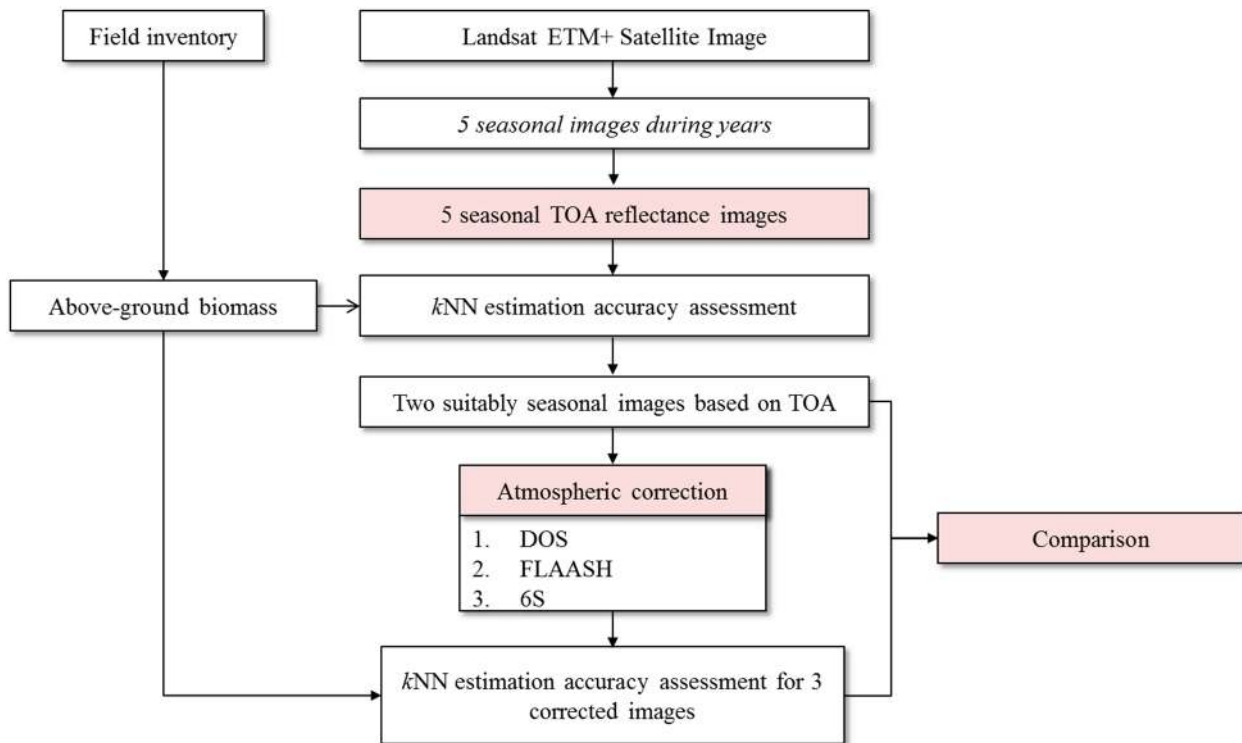 Field inventory
Landsat ETM+ Satellite Image
5 seasonal images during years
5 seasonal TOA reflectance images
Above-ground biomass
kNN estimation accuracy assessment
Two suitably seasonal images based on TOA
Atmospheric correction
1. DOS
2. FLAASH
3. 6S
Comparison
kNN estimation accuracy assessment for 3
corrected images